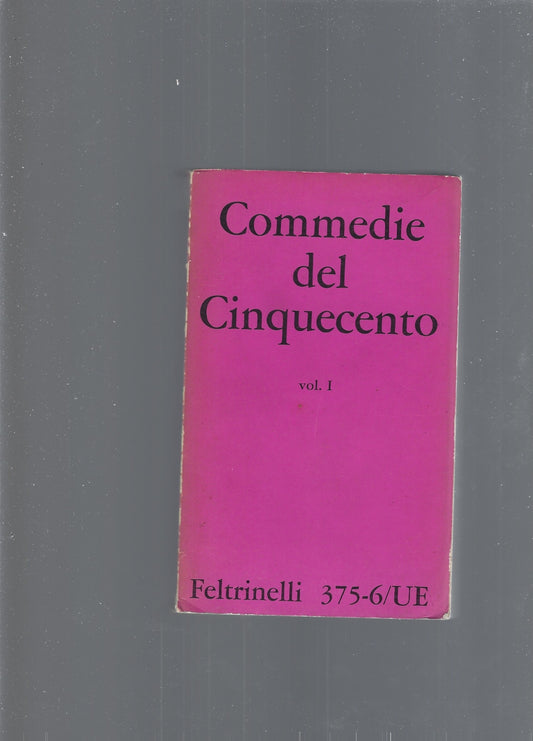 Commedie
del
Cinquecento
vol. I
Feltrinelli 375-6/UE